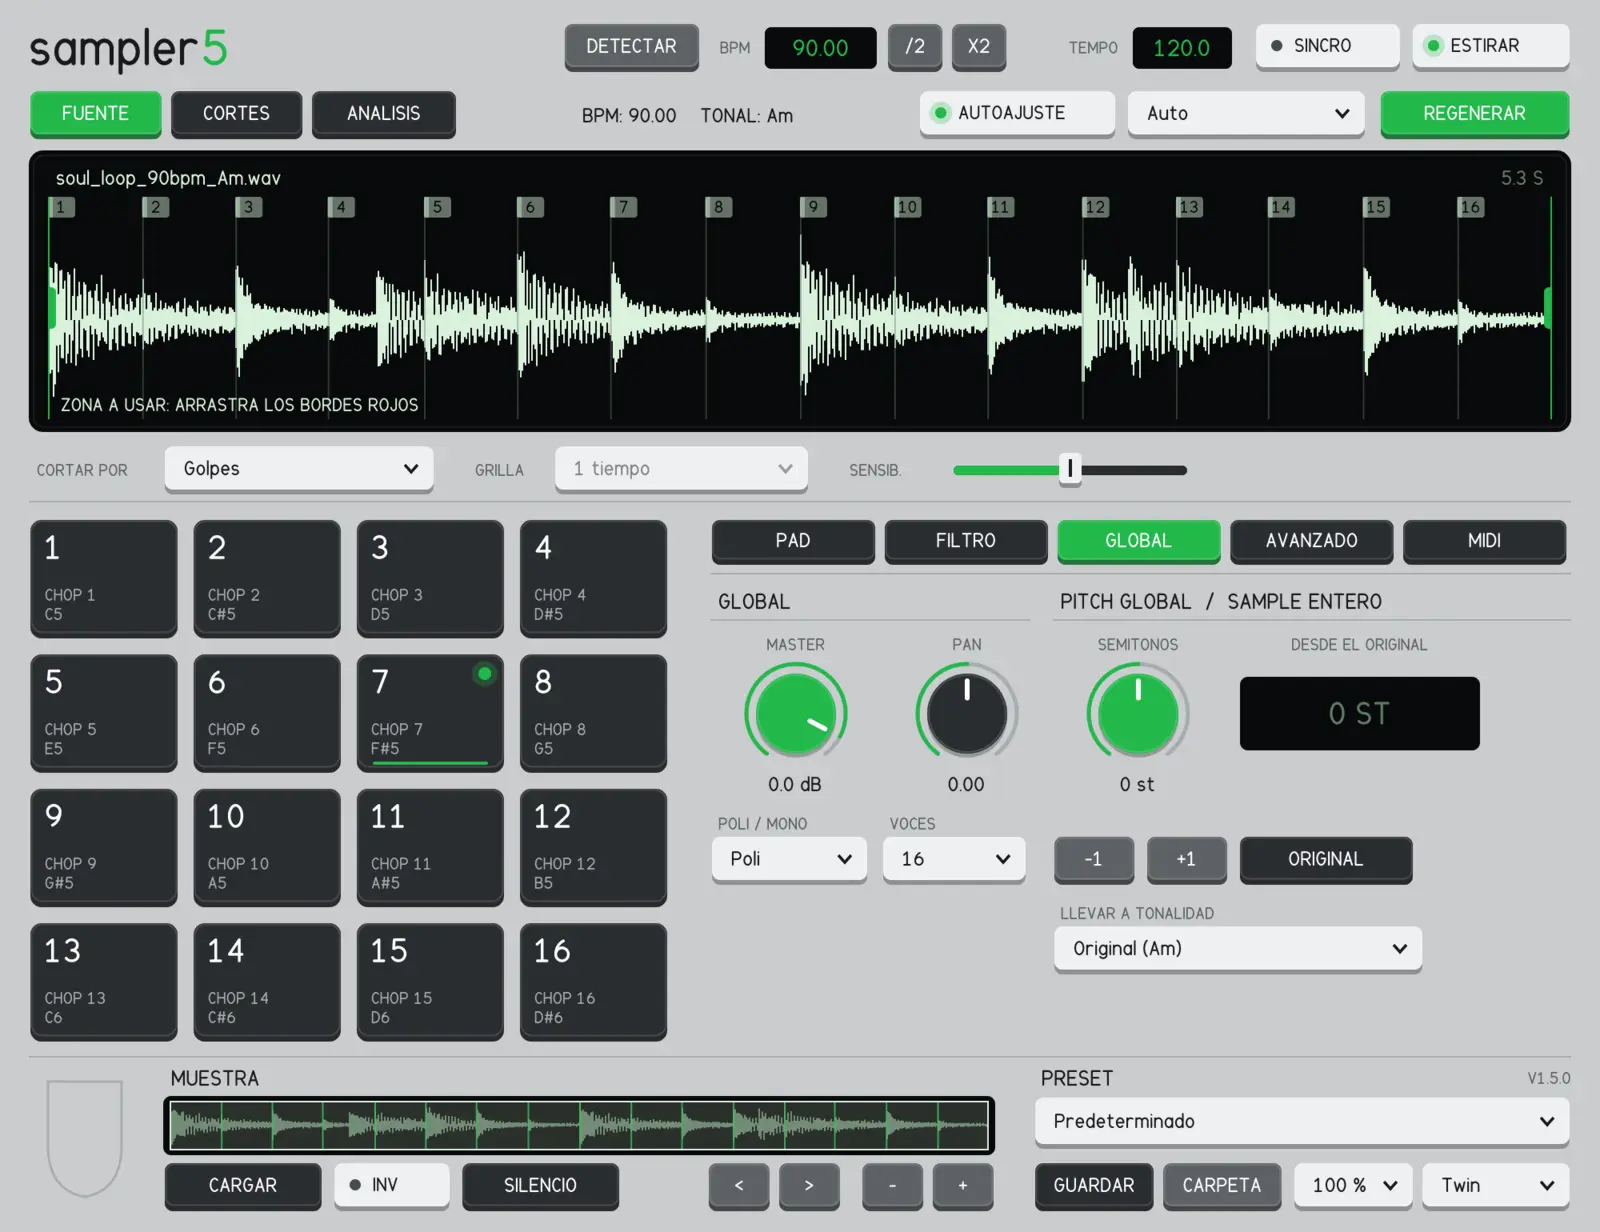 sampler5
DETECTAR BPM 90.00 /2 X2 TEMPO 120.0 SINCRO ESTIRAR
FUENTE CORTES ANALISIS BPM: 90.00 TONAL: Am AUTOAJUSTE Auto REGENERAR
soul_loop_90bpm_Am.wav 5.3 S
1 2 3 4 5 6 7 8 9 10 11 12 13 14 15 16
ZONA A USAR: ARRASTRA LOS BORDES ROJOS
CORTAR POR Golpes GRILLA 1 tiempo SENSIB.
1 2 3 4
CHOP 1 CHOP 2 CHOP 3 CHOP 4
C5 C#5 D5 D#5
5 6 7 8
CHOP 5 CHOP 6 CHOP 7 CHOP 8
E5 F5 F#5 G5
9 10 11 12
CHOP 9 CHOP 10 CHOP 11 CHOP 12
G#5 A5 A#5 B5
13 14 15 16
CHOP 13 CHOP 14 CHOP 15 CHOP 16
C6 C#6 D6 D#6
PAD FILTRO GLOBAL AVANZADO MIDI
GLOBAL PITCH GLOBAL / SAMPLE ENTERO
MASTER PAN SEMITONOS DESDE EL ORIGINAL
0 ST
0.0 dB 0.00 0 st
POLI / MONO VOCES
Poli 16 -1 +1 ORIGINAL
LLEVAR A TONALIDAD
Original (Am)
MUESTRA PRESET V1.5.0
Predeterminado
CARGAR INV SILENCIO < > - + GUARDAR CARPETA 100 % Twin